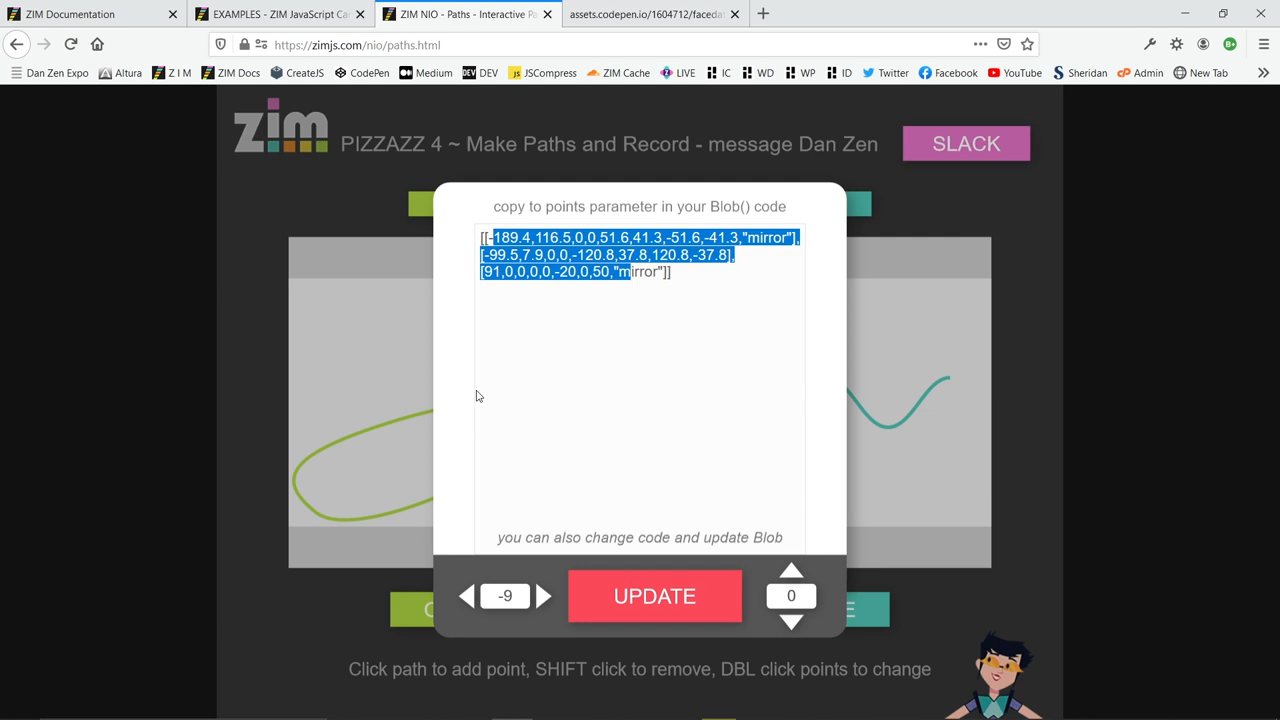 ZIM Documentation
EXAMPLES - ZIM JavaScript Ca
ZIM NIO - Paths - Interactive Pa
assets.codepen.io/1604712/facedat
https://zimjs.com/nio/paths.html
Dan Zen Expo
Altura
Z I M
ZIM Docs
CreateJS
CodePen
Medium
DEV
JSCompress
ZIM Cache
LIVE
IC
WD
WP
ID
Twitter
Facebook
YouTube
Sheridan
Admin
New Tab
zim
PIZZAZZ 4 ~ Make Paths and Record - message Dan Zen
SLACK
copy to points parameter in your Blob() code
[[-189.4,116.5,0,0,51.6,41.3,-51.6,-41.3,"mirror"],
[-99.5,7.9,0,0,-120.8,37.8,120.8,-37.8],
[91,0,0,0,0,-20,0,50,"mirror"]]
you can also change code and update Blob
-9
UPDATE
0
Click path to add point, SHIFT click to remove, DBL click points to change